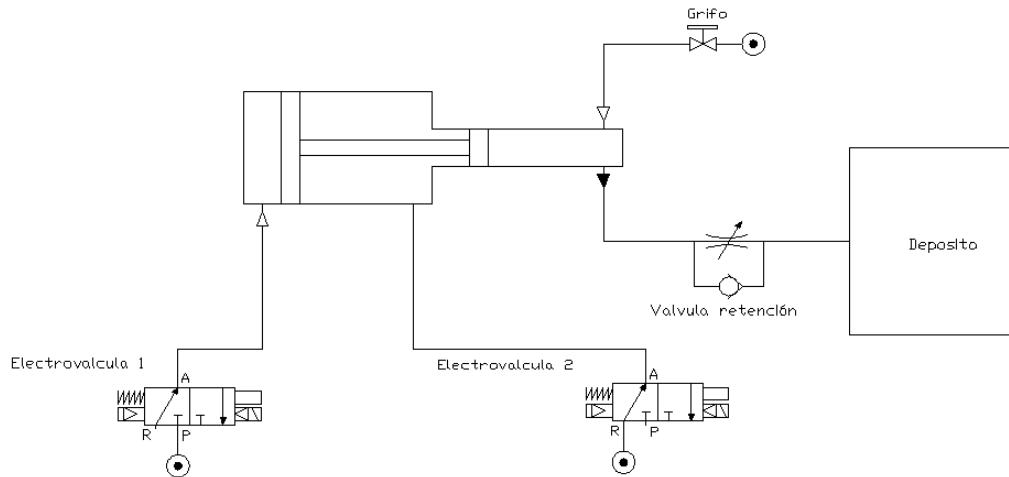 Grifo
Deposito
Valvula retención
Electrovalcula 1
A
R
P
Electrovalcula 2
A
R
P